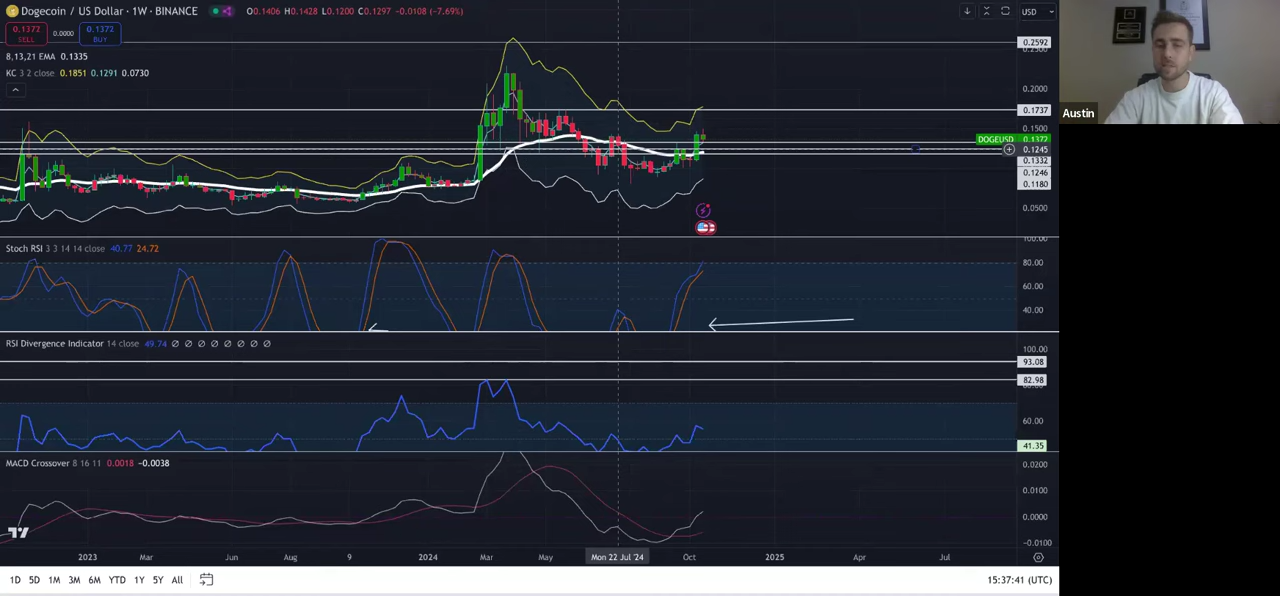 Dogecoin / US Dollar · 1W · BINANCE
O0.1406 H0.1428 L0.1200 C0.1297 -0.0108 (-7.69%)
USD
0.1372
SELL
0.0000
0.1372
BUY
8,13,21 EMA 0.1335
KC 3 2 close 0.1851 0.1291 0.0730
0.2592
0.2500
0.2000
0.1737
0.1500
DOGEUSD 0.1372
0.1245
0.1332
0.1246
0.1180
0.0500
Stoch RSI 3 3 14 14 close 40.77 24.72
100.00
80.00
60.00
40.00
RSI Divergence Indicator 14 close 49.74 Ø Ø Ø Ø Ø Ø Ø Ø
100.00
93.08
82.98
80.00
60.00
41.35
MACD Crossover 8 16 11 0.0018 -0.0038
0.0200
0.0100
0.0000
-0.0100
2023 Mar Jun Aug 9 2024 Mar May Mon 22 Jul '24 Oct 2025 Apr Jul
1D 5D 1M 3M 6M YTD 1Y 5Y All
15:37:41 (UTC)
Austin